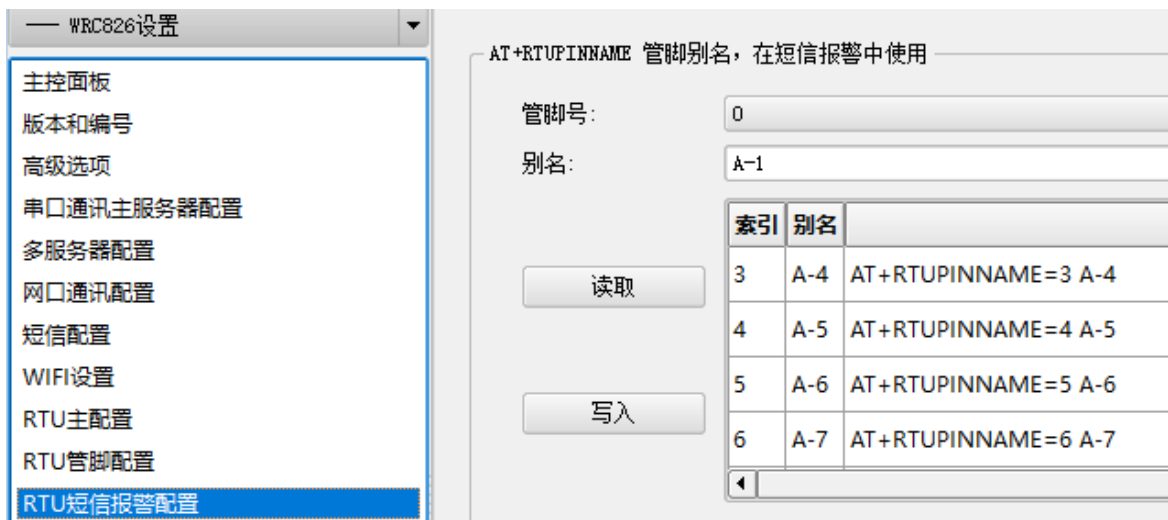 —— WRC826设置
主控面板
版本和编号
高级选项
串口通讯主服务器配置
多服务器配置
网口通讯配置
短信配置
WIFI设置
RTU主配置
RTU管脚配置
RTU短信报警配置
AT+RTUPINNAME 管脚别名，在短信报警中使用
管脚号: 0
别名: A-1
索引 别名
3 A-4 AT+RTUPINNAME=3 A-4
4 A-5 AT+RTUPINNAME=4 A-5
5 A-6 AT+RTUPINNAME=5 A-6
6 A-7 AT+RTUPINNAME=6 A-7
读取
写入